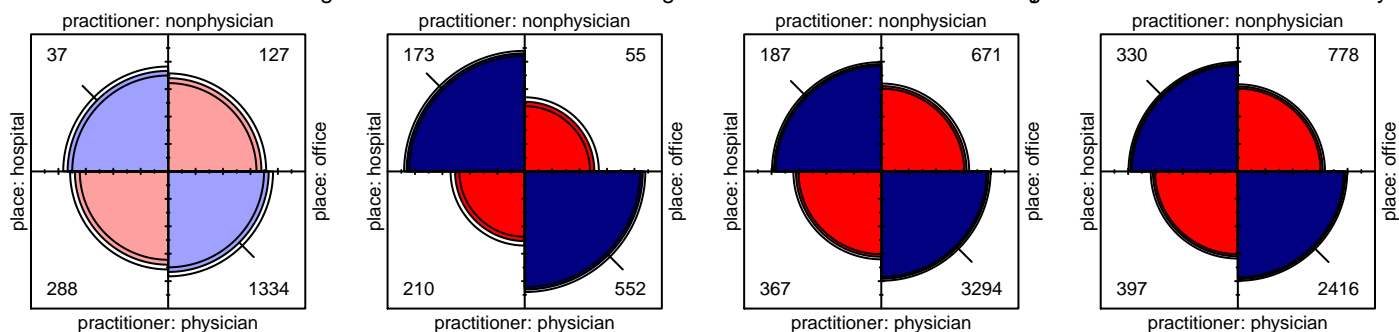 practitioner: nonphysician
37 127
place: hospital
place: office
288 1334
practitioner: physician
practitioner: nonphysician
173 55
place: hospital
place: office
210 552
practitioner: physician
practitioner: nonphysician
187 671
place: hospital
place: office
367 3294
practitioner: physician
practitioner: nonphysician
330 778
place: hospital
place: office
397 2416
practitioner: physician